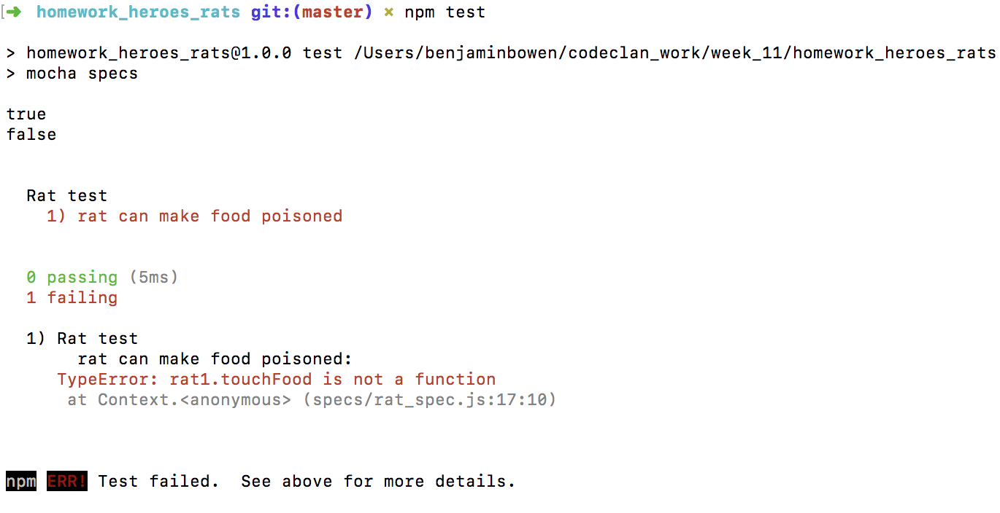 [➜ homework_heroes_rats git:(master) ✗ npm test
> homework_heroes_rats@1.0.0 test /Users/benjaminbowen/codeclan_work/week_11/homework_heroes_rats
> mocha specs
true
false
Rat test
1) rat can make food poisoned
0 passing (5ms)
1 failing
1) Rat test
rat can make food poisoned:
TypeError: rat1.touchFood is not a function
at Context.<anonymous> (specs/rat_spec.js:17:10)
npm ERR! Test failed.  See above for more details.